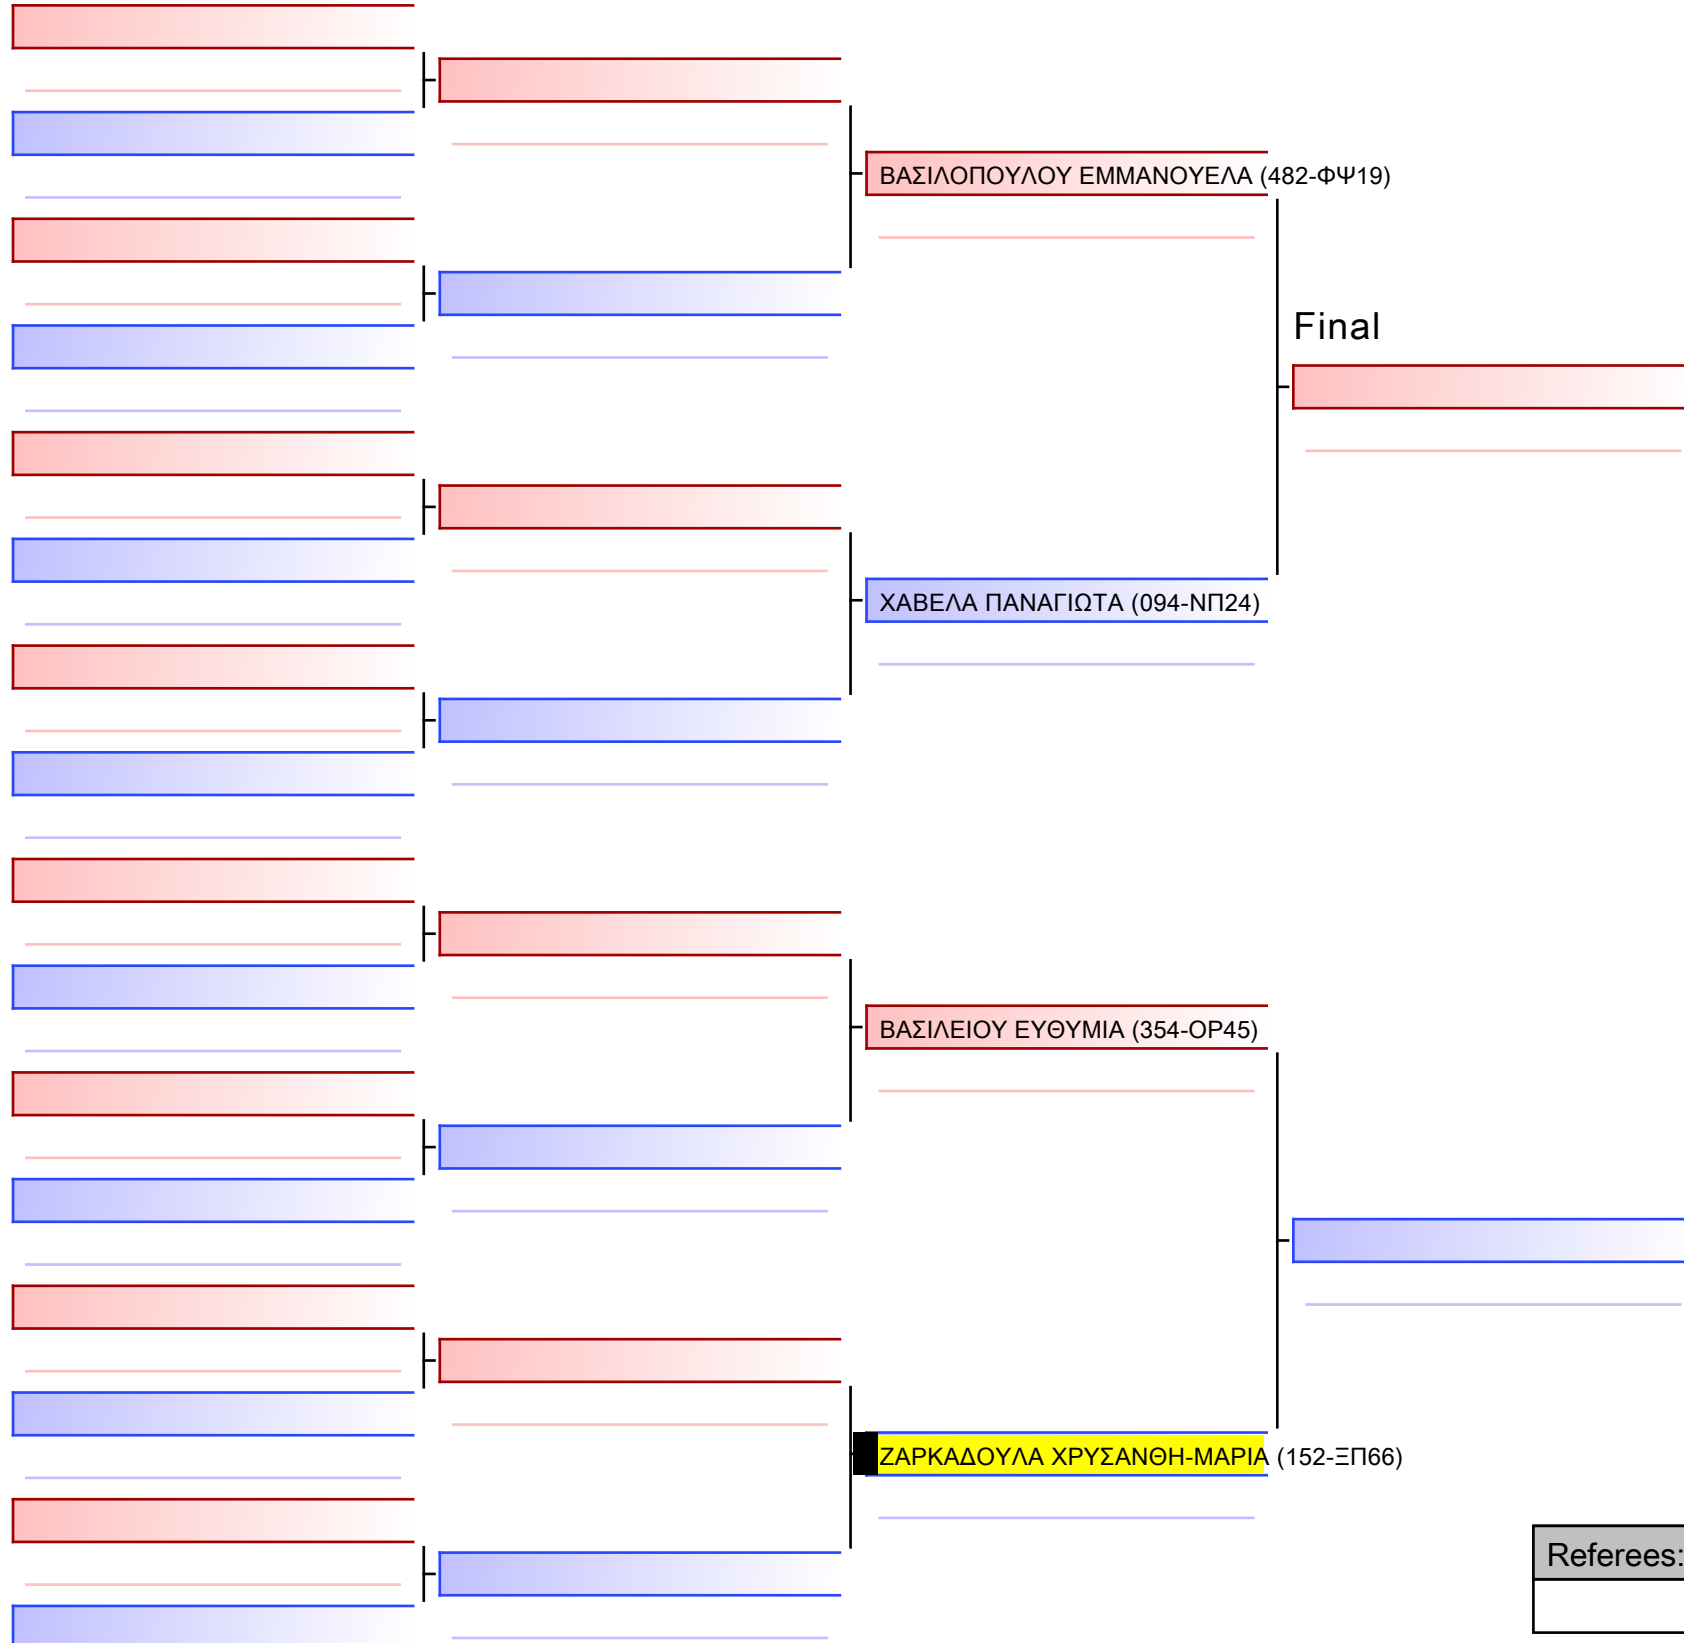 ΒΑΣΙΛΟΠΟΥΛΟΥ ΕΜΜΑΝΟΥΕΛΑ (482-ΦΨ19)
Final
ΧΑΒΕΛΑ ΠΑΝΑΓΙΩΤΑ (094-ΝΠ24)
ΒΑΣΙΛΕΙΟΥ ΕΥΘΥΜΙΑ (354-ΟΡ45)
ΖΑΡΚΑΔΟΥΛΑ ΧΡΥΣΑΝΘΗ-ΜΑΡΙΑ (152-ΞΠ66)
Referees: